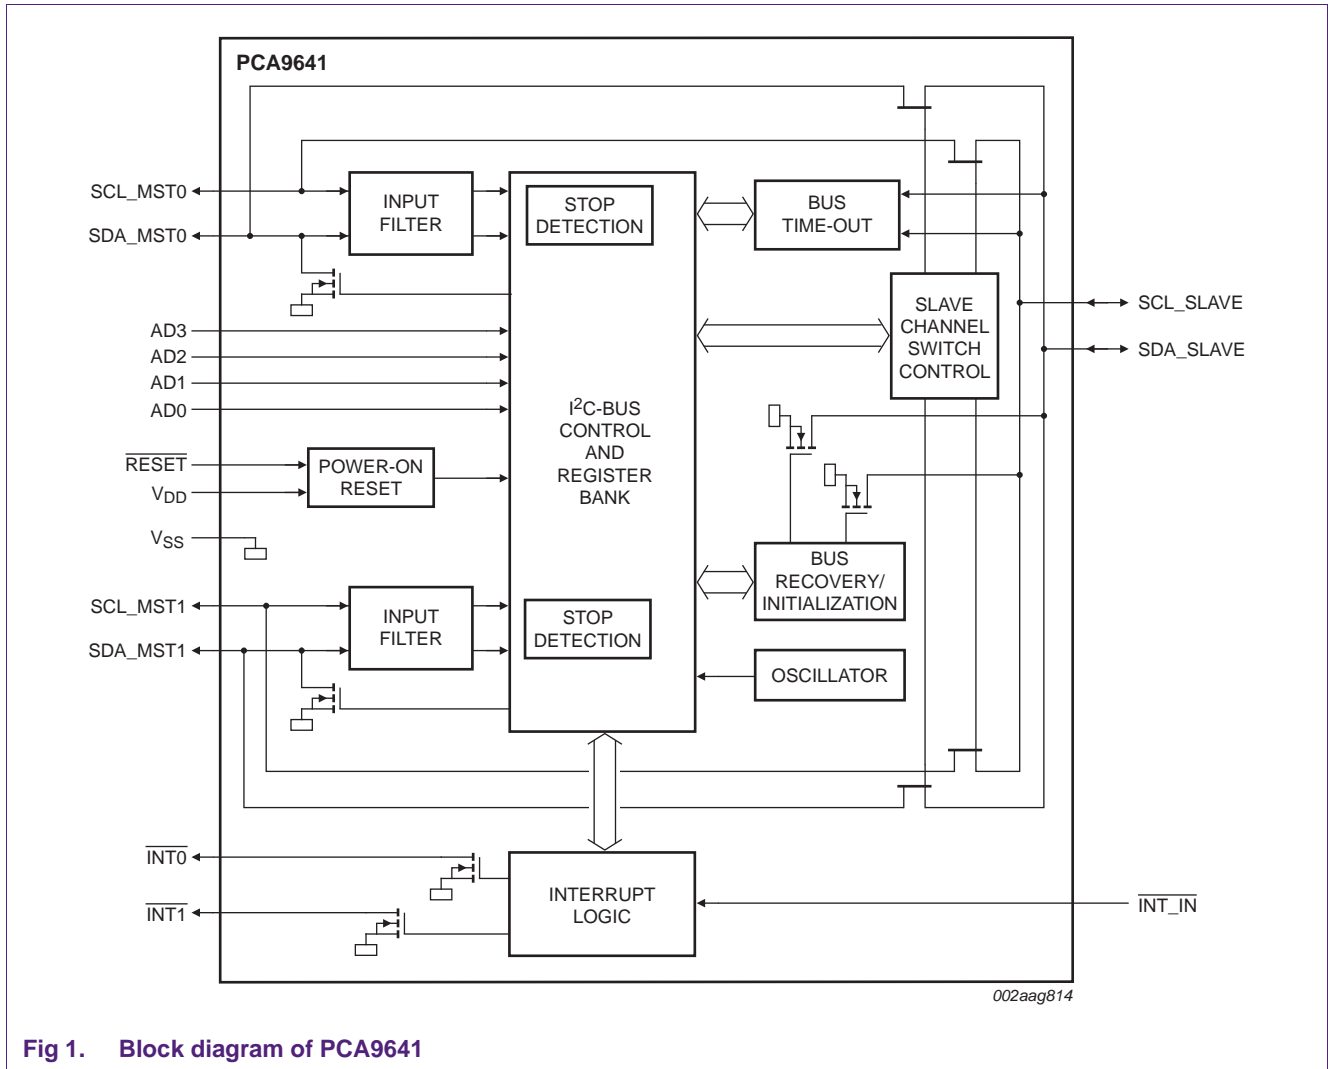 PCA9641
SCL_MST0
SDA_MST0
INPUT
FILTER
STOP
DETECTION
BUS
TIME-OUT
AD3
AD2
AD1
AD0
I2C-BUS
CONTROL
AND
REGISTER
BANK
SLAVE
CHANNEL
SWITCH
CONTROL
SCL_SLAVE
SDA_SLAVE
RESET
VDD
POWER-ON
RESET
VSS
BUS
RECOVERY/
INITIALIZATION
SCL_MST1
SDA_MST1
INPUT
FILTER
STOP
DETECTION
OSCILLATOR
INT0
INT1
INTERRUPT
LOGIC
INT_IN
002aag814
Fig 1. Block diagram of PCA9641